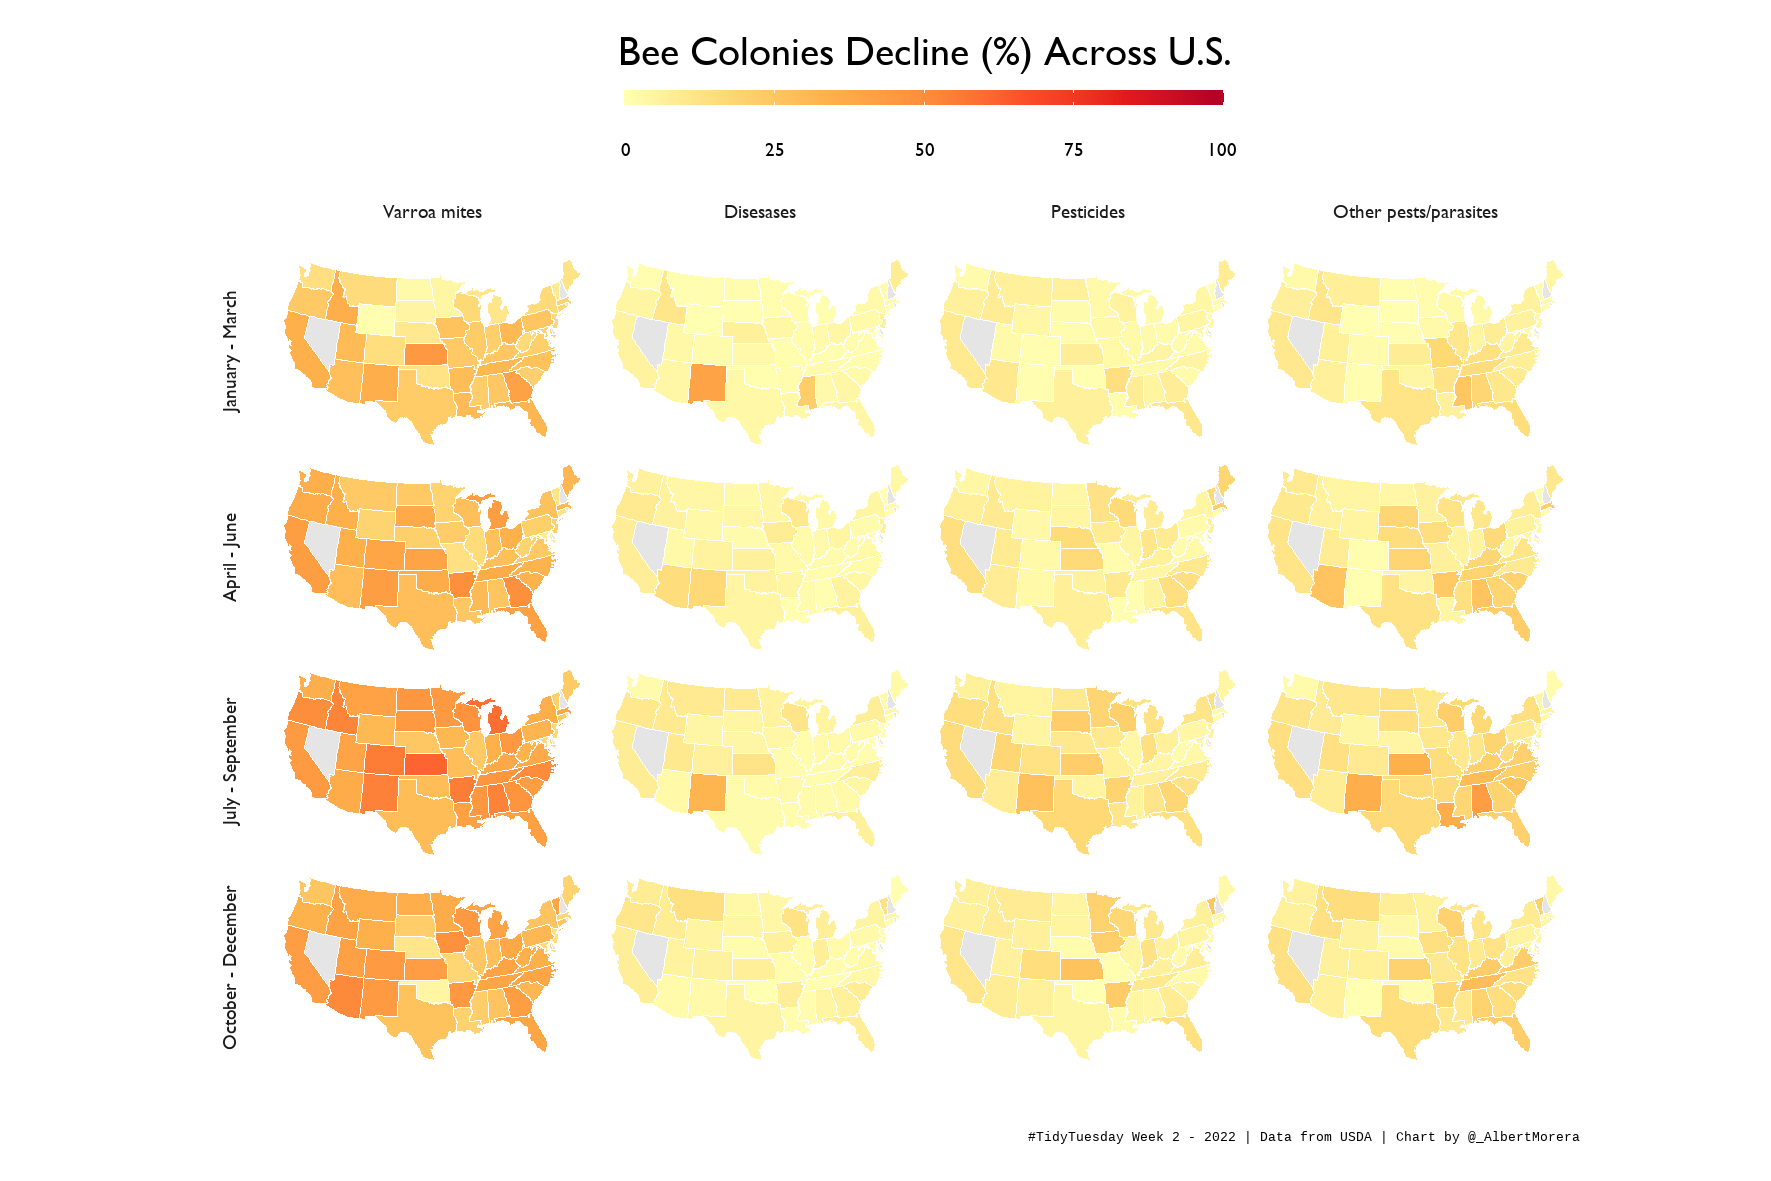 Bee Colonies Decline (%) Across U.S.
0 25 50 75 100
Varroa mites Disesases Pesticides Other pests/parasites
January - March
April - June
July - September
October - December
#TidyTuesday Week 2 - 2022 | Data from USDA | Chart by @_AlbertMorera